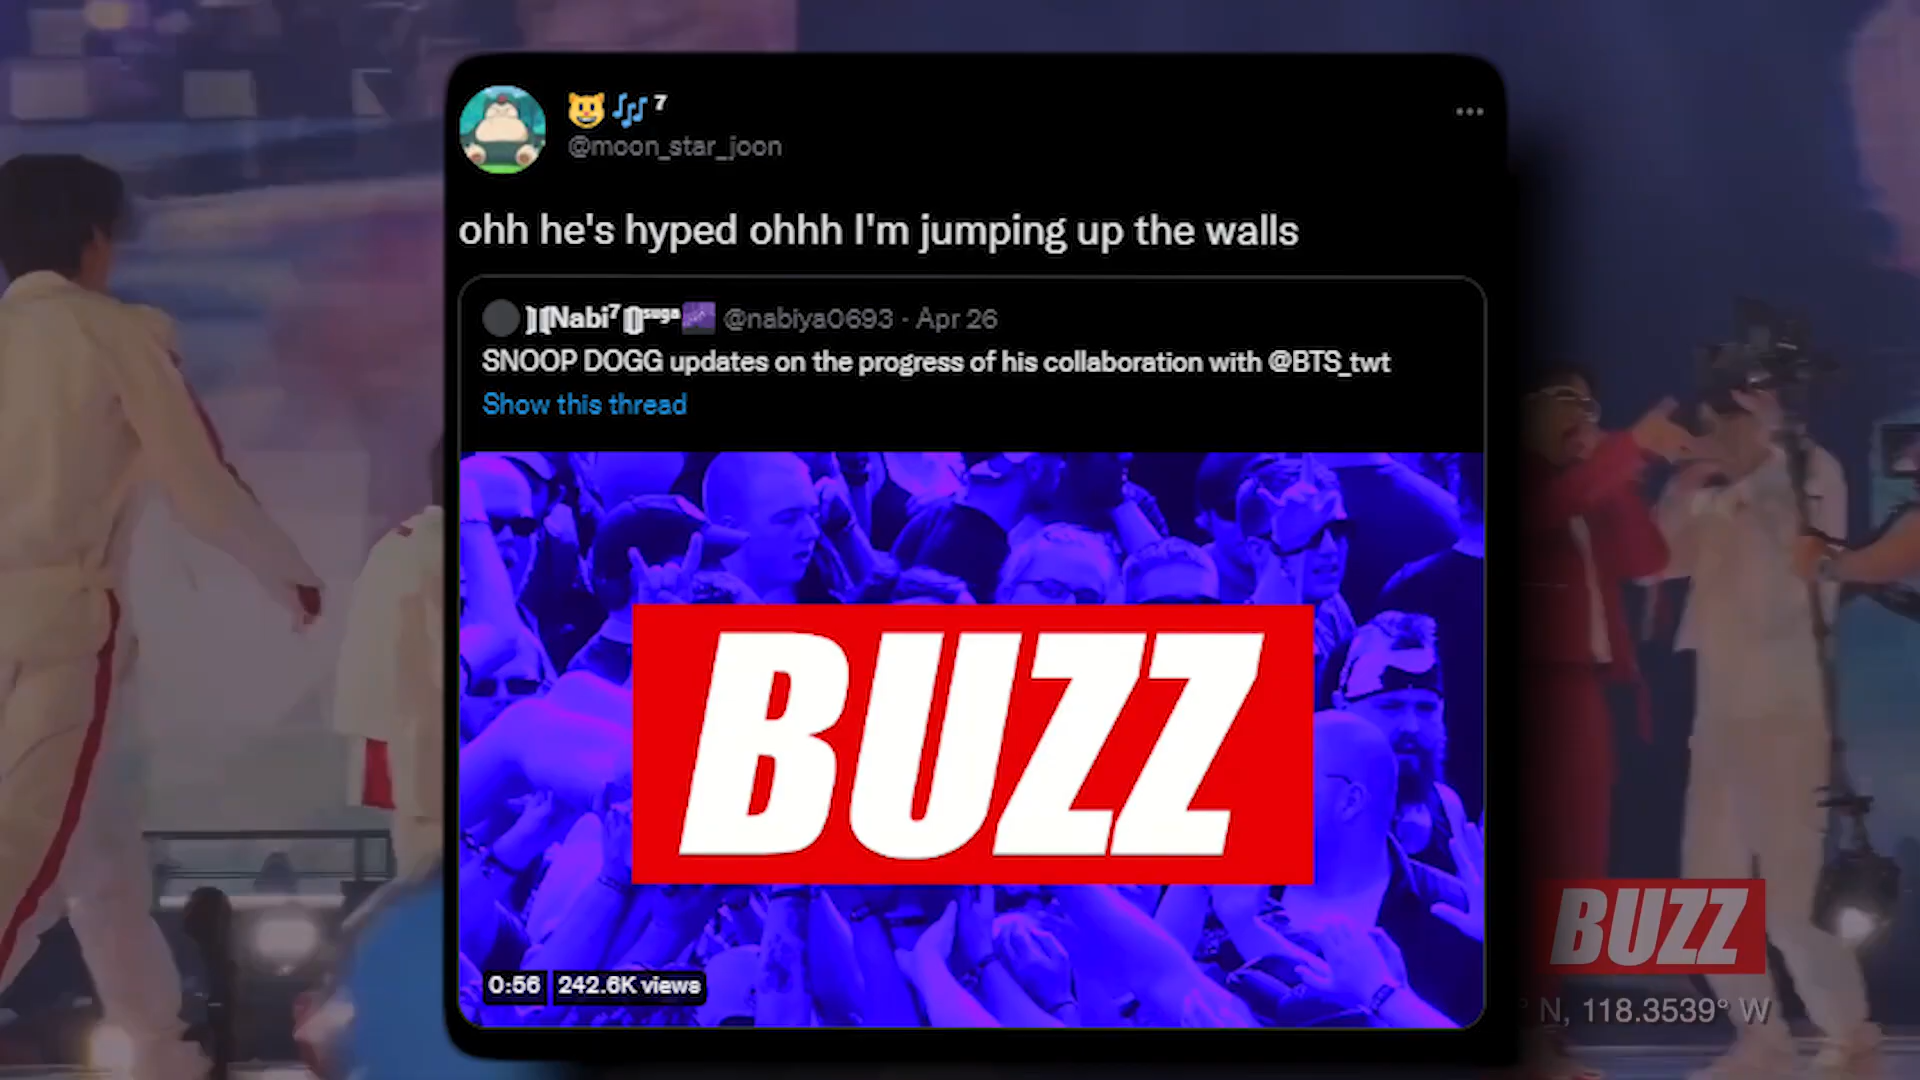 7
@moon_star_joon
ohh he's hyped ohhh I'm jumping up the walls
@nabiya0693 · Apr 26
SNOOP DOGG updates on the progress of his collaboration with @BTS_twt
Show this thread
BUZZ
0:56 242.6K views
BUZZ
° N, 118.3539° W